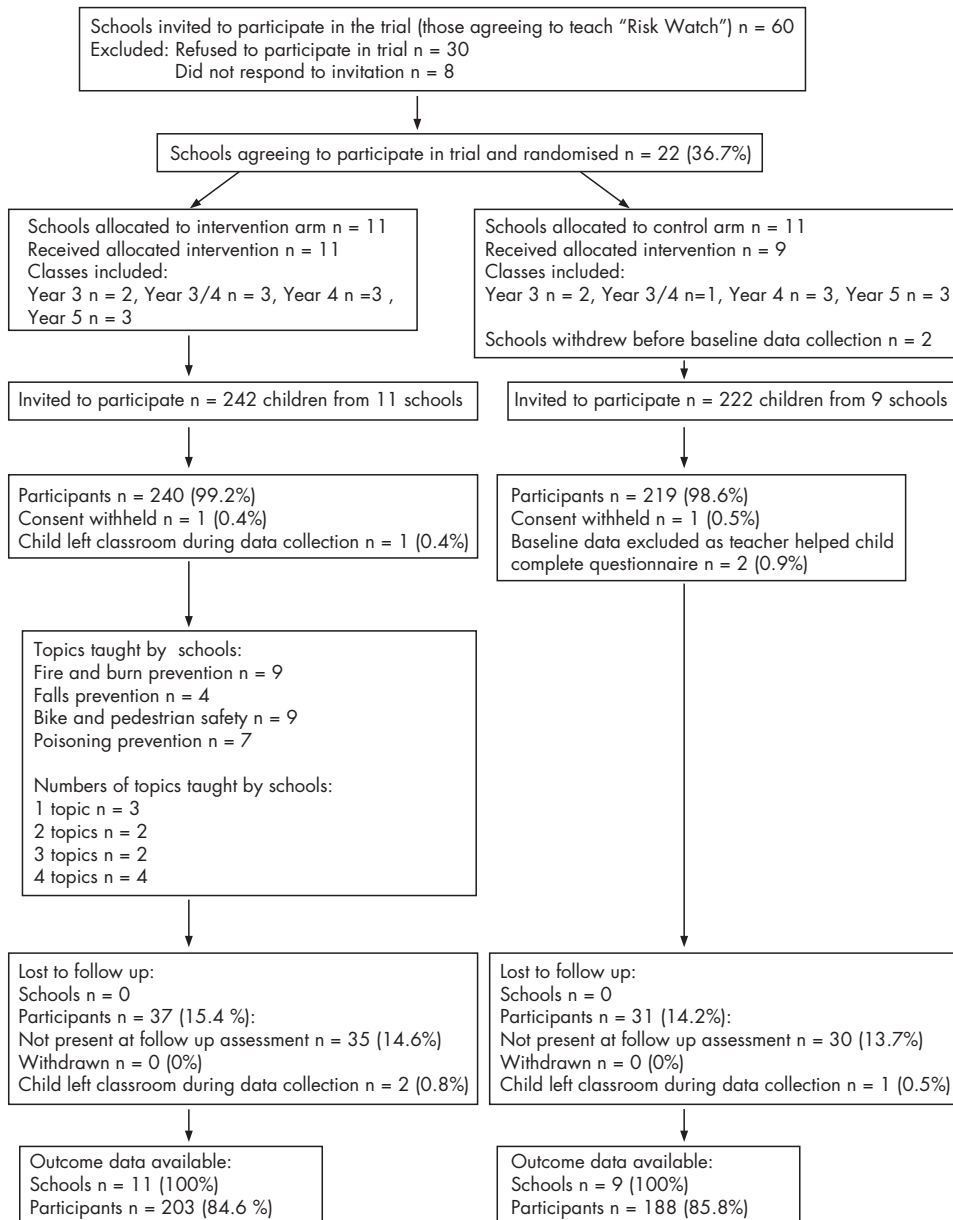 Schools invited to participate in the trial (those agreeing to teach “Risk Watch”) n = 60
Excluded: Refused to participate in trial n = 30
Did not respond to invitation n = 8
Schools agreeing to participate in trial and randomised n = 22 (36.7%)
Schools allocated to intervention arm n = 11
Received allocated intervention n = 11
Classes included:
Year 3 n = 2, Year 3/4 n = 3, Year 4 n =3 ,
Year 5 n = 3
Schools allocated to control arm n = 11
Received allocated intervention n = 9
Classes included:
Year 3 n = 2, Year 3/4 n=1, Year 4 n = 3, Year 5 n = 3
Schools withdrew before baseline data collection n = 2
Invited to participate n = 242 children from 11 schools
Invited to participate n = 222 children from 9 schools
Participants n = 240 (99.2%)
Consent withheld n = 1 (0.4%)
Child left classroom during data collection n = 1 (0.4%)
Participants n = 219 (98.6%)
Consent withheld n = 1 (0.5%)
Baseline data excluded as teacher helped child
complete questionnaire n = 2 (0.9%)
Topics taught by schools:
Fire and burn prevention n = 9
Falls prevention n = 4
Bike and pedestrian safety n = 9
Poisoning prevention n = 7
Numbers of topics taught by schools:
1 topic n = 3
2 topics n = 2
3 topics n = 2
4 topics n = 4
Lost to follow up:
Schools n = 0
Participants n = 37 (15.4 %):
Not present at follow up assessment n = 35 (14.6%)
Withdrawn n = 0 (0%)
Child left classroom during data collection n = 2 (0.8%)
Lost to follow up:
Schools n = 0
Participants n = 31 (14.2%):
Not present at follow up assessment n = 30 (13.7%)
Withdrawn n = 0 (0%)
Child left classroom during data collection n = 1 (0.5%)
Outcome data available:
Schools n = 11 (100%)
Participants n = 203 (84.6 %)
Outcome data available:
Schools n = 9 (100%)
Participants n = 188 (85.8%)